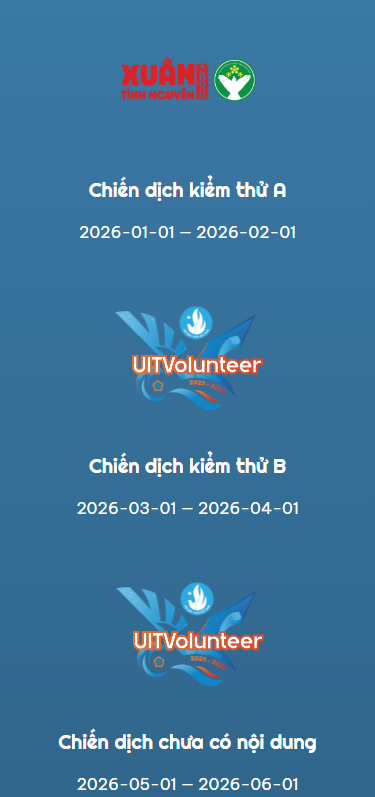 XUÂN
TÌNH NGUYỆN
Chiến dịch kiểm thử A
2026-01-01 — 2026-02-01
UITVolunteer
Chiến dịch kiểm thử B
2026-03-01 — 2026-04-01
UITVolunteer
Chiến dịch chưa có nội dung
2026-05-01 — 2026-06-01